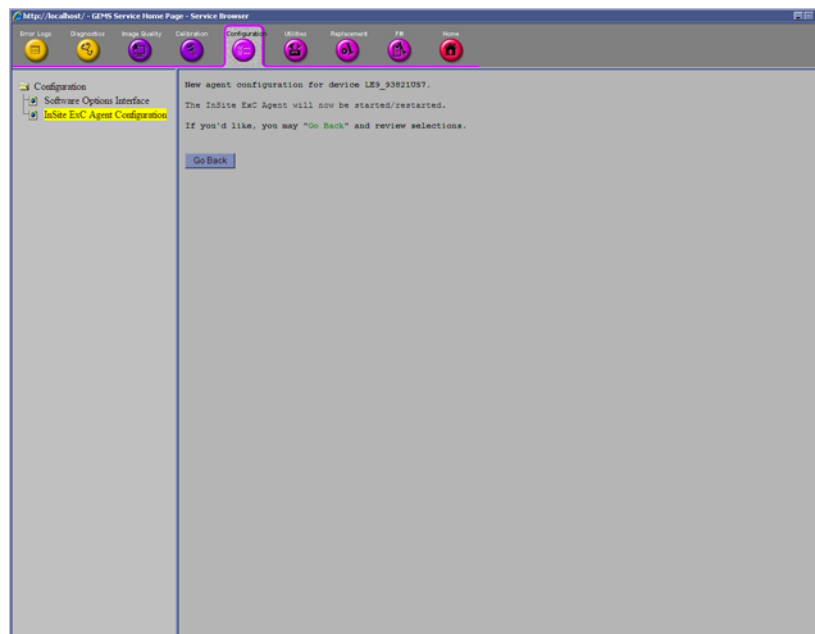 http://localhost/ - GEMS Service Home Page - Service Browser
Error Logs Diagnostics Image Quality Calibration Configuration Utilities Replacement PM Home
Configuration
Software Options Interface
InSite ExC Agent Configuration
New agent configuration for device LE9_93821US7.
The InSite ExC Agent will now be started/restarted.
If you'd like, you may "Go Back" and review selections.
Go Back